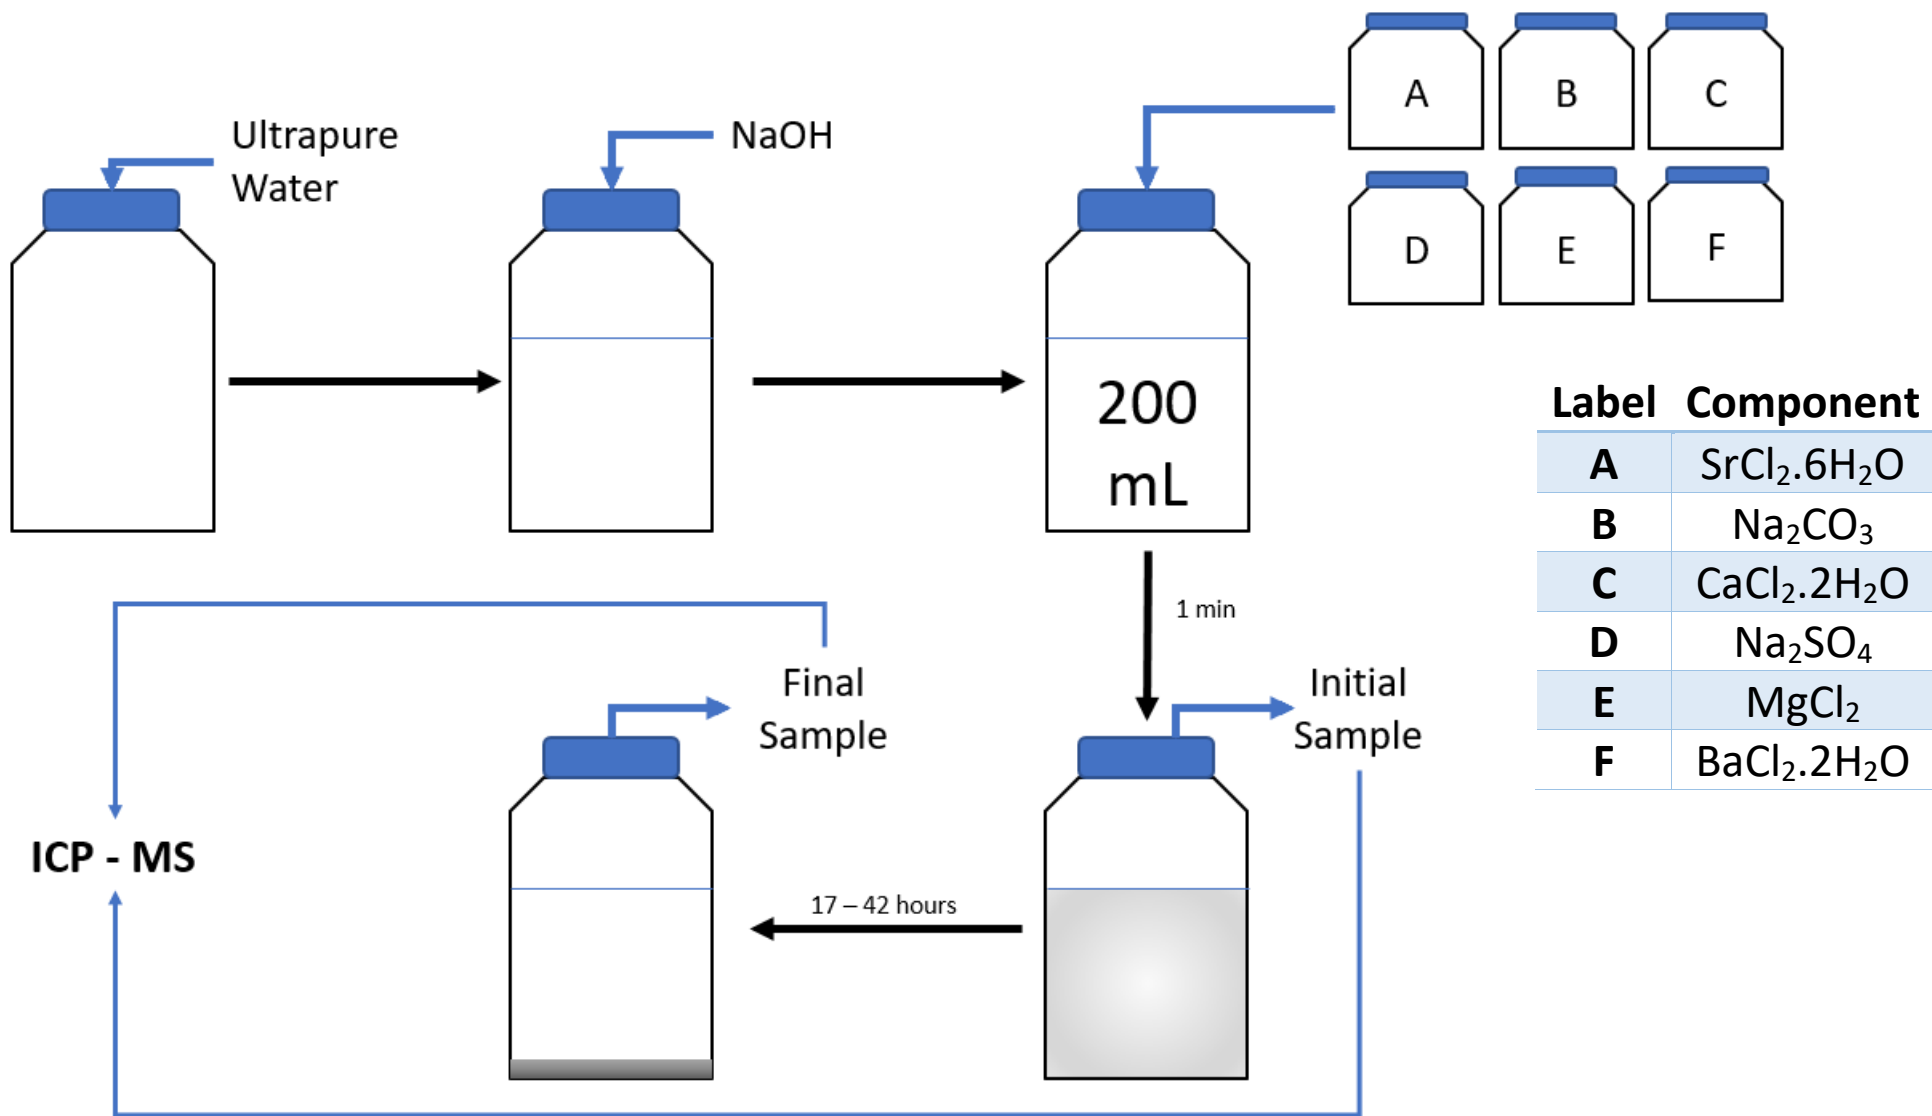 Ultrapure
Water
NaOH
A
B
C
D
E
F
200
mL
Label Component
A SrCl₂.6H₂O
B Na₂CO₃
C CaCl₂.2H₂O
D Na₂SO₄
E MgCl₂
F BaCl₂.2H₂O
1 min
Initial
Sample
17 – 42 hours
Final
Sample
ICP - MS